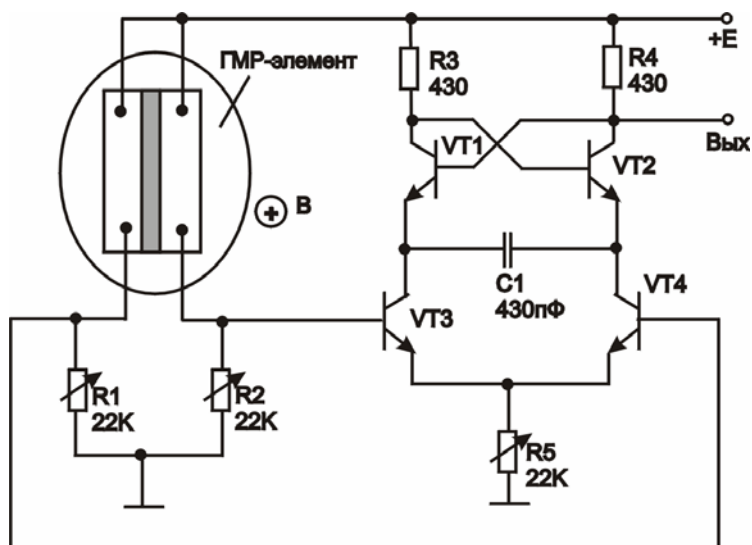 +E
ГМР-элемент
R3
430
R4
430
Вых
VT1
VT2
B
C1
430пФ
VT3
VT4
R1
22K
R2
22K
R5
22K